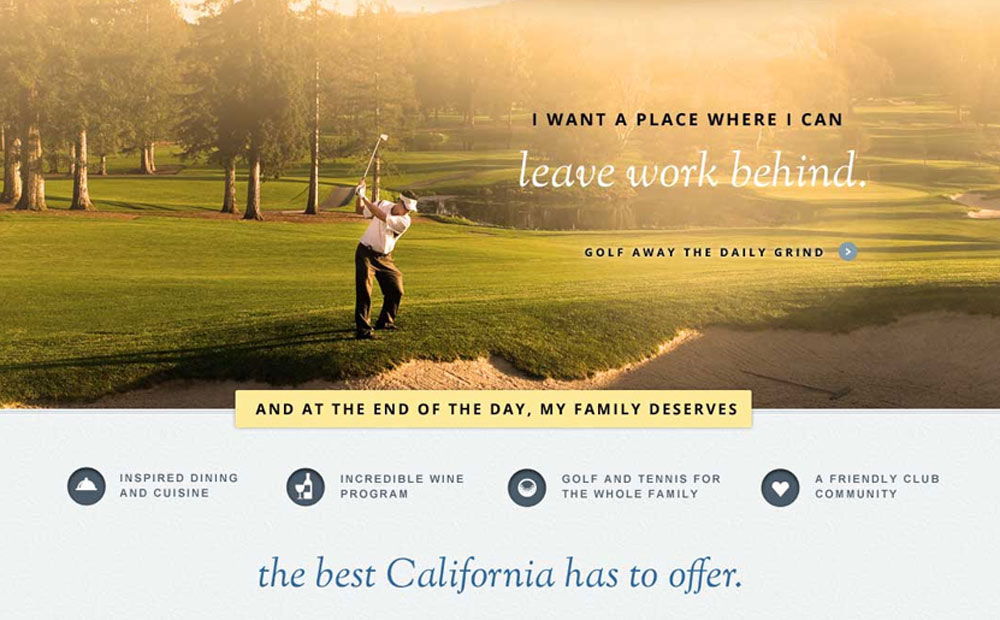 I WANT A PLACE WHERE I CAN
leave work behind.
GOLF AWAY THE DAILY GRIND
AND AT THE END OF THE DAY, MY FAMILY DESERVES
INSPIRED DINING
AND CUISINE
INCREDIBLE WINE
PROGRAM
GOLF AND TENNIS FOR
THE WHOLE FAMILY
A FRIENDLY CLUB
COMMUNITY
the best California has to offer.